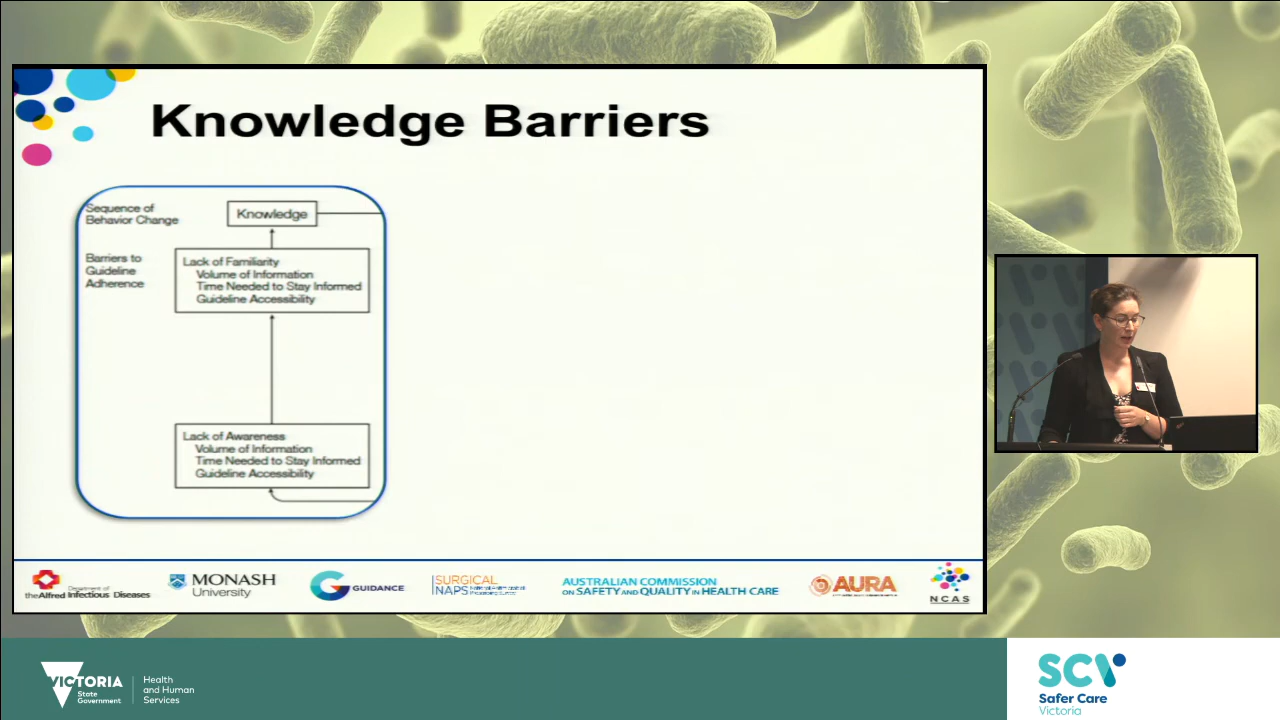 Knowledge Barriers
Sequence of
Behavior Change
Knowledge
Barriers to
Guideline
Adherence
Lack of Familiarity
Volume of Information
Time Needed to Stay Informed
Guideline Accessibility
Lack of Awareness
Volume of Information
Time Needed to Stay Informed
Guideline Accessibility
Department of
theAlfred Infectious Diseases
MONASH
University
GUIDANCE
SURGICAL
NAPS
AUSTRALIAN COMMISSION
ON SAFETY AND QUALITY IN HEALTH CARE
AURA
NCAS
VICTORIA
State
Government
Health
and Human
Services
SCV
Safer Care
Victoria